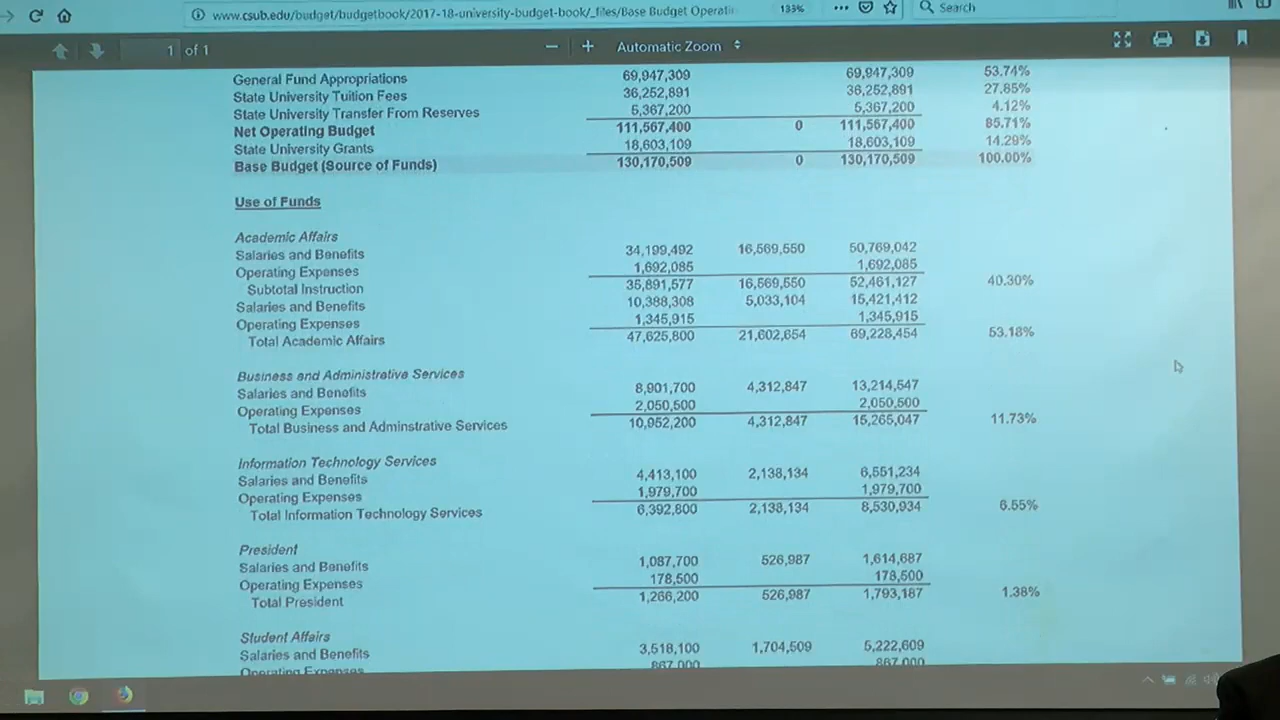 www.csub.edu/budget/budgetbook/2017-18-university-budget-book/_files/Base Budget Operatin 133% Search
1 of 1 Automatic Zoom
General Fund Appropriations 69,947,309 69,947,309 53.74%
State University Tuition Fees 36,252,891 36,252,891 27.85%
State University Transfer From Reserves 5,367,200 5,367,200 4.12%
Net Operating Budget 111,567,400 0 111,567,400 85.71%
State University Grants 18,603,109 18,603,109 14.29%
Base Budget (Source of Funds) 130,170,509 0 130,170,509 100.00%
Use of Funds
Academic Affairs
Salaries and Benefits 34,199,492 16,569,550 50,769,042
Operating Expenses 1,692,085 1,692,085
Subtotal Instruction 35,891,577 16,569,550 52,461,127 40.30%
Salaries and Benefits 10,388,308 5,033,104 15,421,412
Operating Expenses 1,345,915 1,345,915
Total Academic Affairs 47,625,800 21,602,654 69,228,454 53.18%
Business and Administrative Services
Salaries and Benefits 8,901,700 4,312,847 13,214,547
Operating Expenses 2,050,500 2,050,500
Total Business and Adminstrative Services 10,952,200 4,312,847 15,265,047 11.73%
Information Technology Services
Salaries and Benefits 4,413,100 2,138,134 6,551,234
Operating Expenses 1,979,700 1,979,700
Total Information Technology Services 6,392,800 2,138,134 8,530,934 6.55%
President
Salaries and Benefits 1,087,700 526,987 1,614,687
Operating Expenses 178,500 178,500
Total President 1,266,200 526,987 1,793,187 1.38%
Student Affairs
Salaries and Benefits 3,518,100 1,704,509 5,222,609
Operating Expenses 867,000 867,000